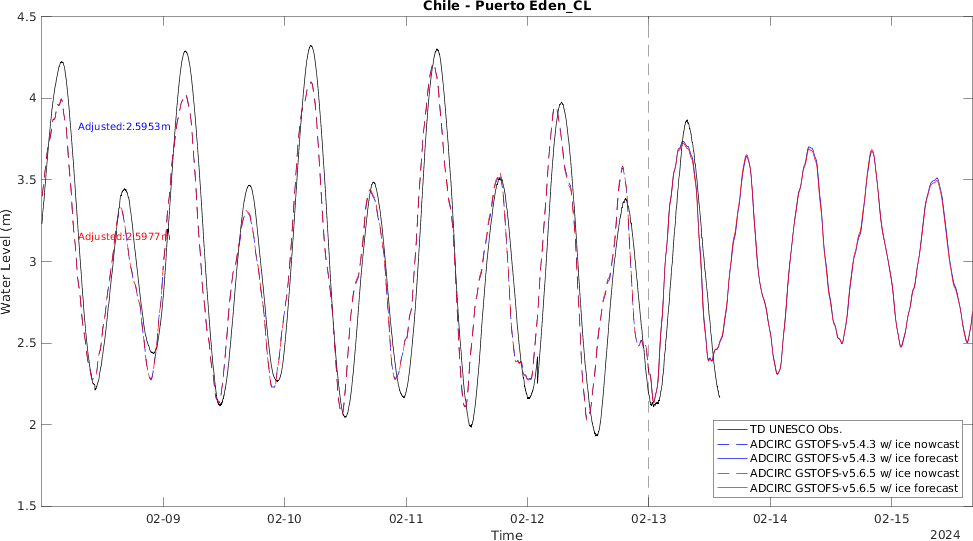 Chile - Puerto Eden_CL
4.5
4
3.5
3
2.5
2
1.5
Water Level (m)
Adjusted:2.5953m
Adjusted:2.5977m
TD UNESCO Obs.
ADCIRC GSTOFS-v5.4.3 w/ ice nowcast
ADCIRC GSTOFS-v5.4.3 w/ ice forecast
ADCIRC GSTOFS-v5.6.5 w/ ice nowcast
ADCIRC GSTOFS-v5.6.5 w/ ice forecast
02-09 02-10 02-11 02-12 02-13 02-14 02-15
Time
2024